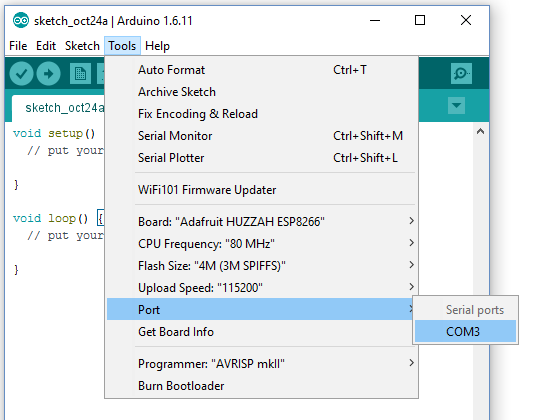 sketch_oct24a | Arduino 1.6.11
File Edit Sketch Tools Help
sketch_oct24a
void setup()
// put your
}
void loop() {
// put your
}
Auto Format Ctrl+T
Archive Sketch
Fix Encoding & Reload
Serial Monitor Ctrl+Shift+M
Serial Plotter Ctrl+Shift+L
WiFi101 Firmware Updater
Board: "Adafruit HUZZAH ESP8266"
CPU Frequency: "80 MHz"
Flash Size: "4M (3M SPIFFS)"
Upload Speed: "115200"
Port
Get Board Info
Programmer: "AVRISP mkII"
Burn Bootloader
Serial ports
COM3